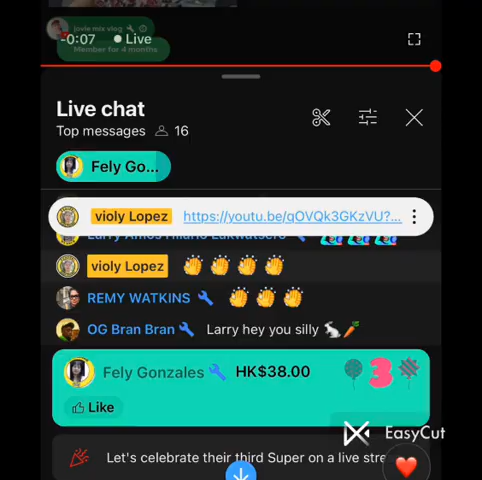 jovie mix vlog
Member for 4 months
-0:07 Live
Live chat
Top messages 16
Fely Go...
violy Lopez https://youtu.be/qOVQk3GKzVU?...
violy Lopez
REMY WATKINS
OG Bran Bran Larry hey you silly
Fely Gonzales HK$38.00 3
Like
EasyCut
Let's celebrate their third Super on a live stre